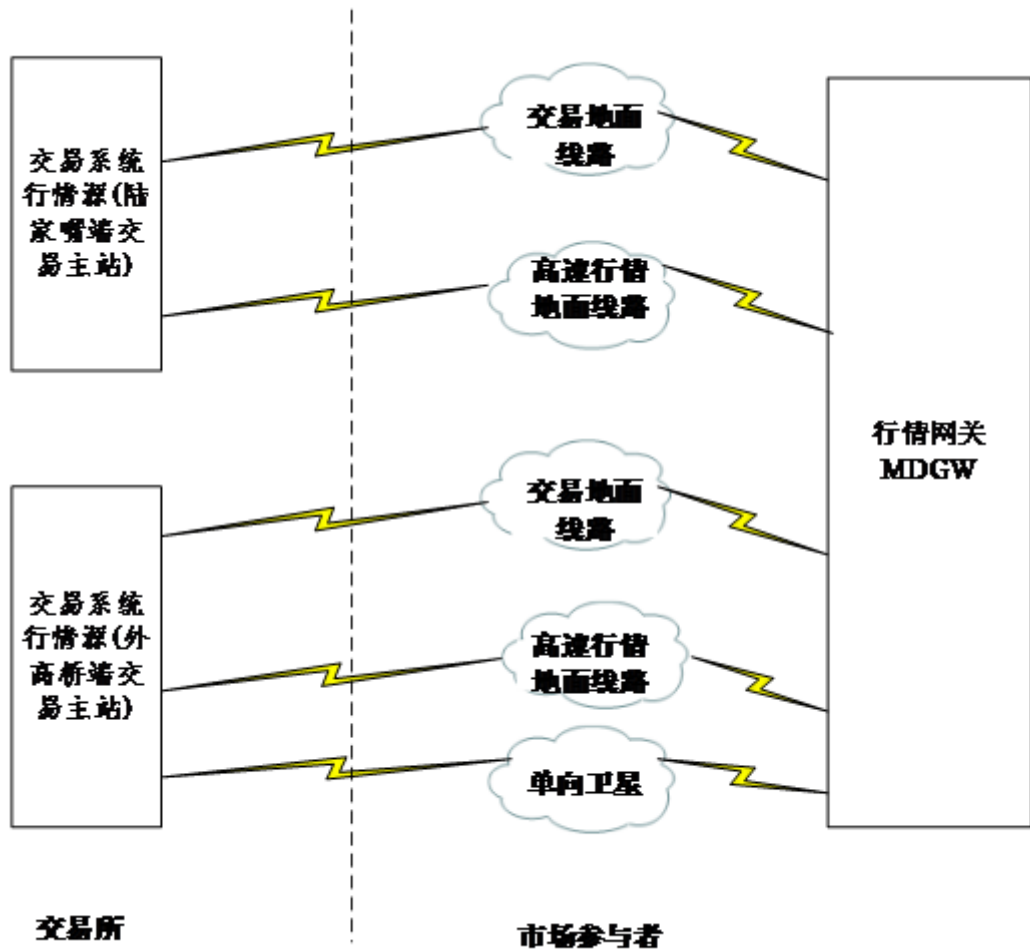 交易地面
线路
交易系统
行情源(陆
家嘴端交
易主站)
高速行情
地面线路
行情网关
MDGW
交易地面
线路
交易系统
行情源(外
高桥端交
易主站)
高速行情
地面线路
单向卫星
交易所
市场参与者